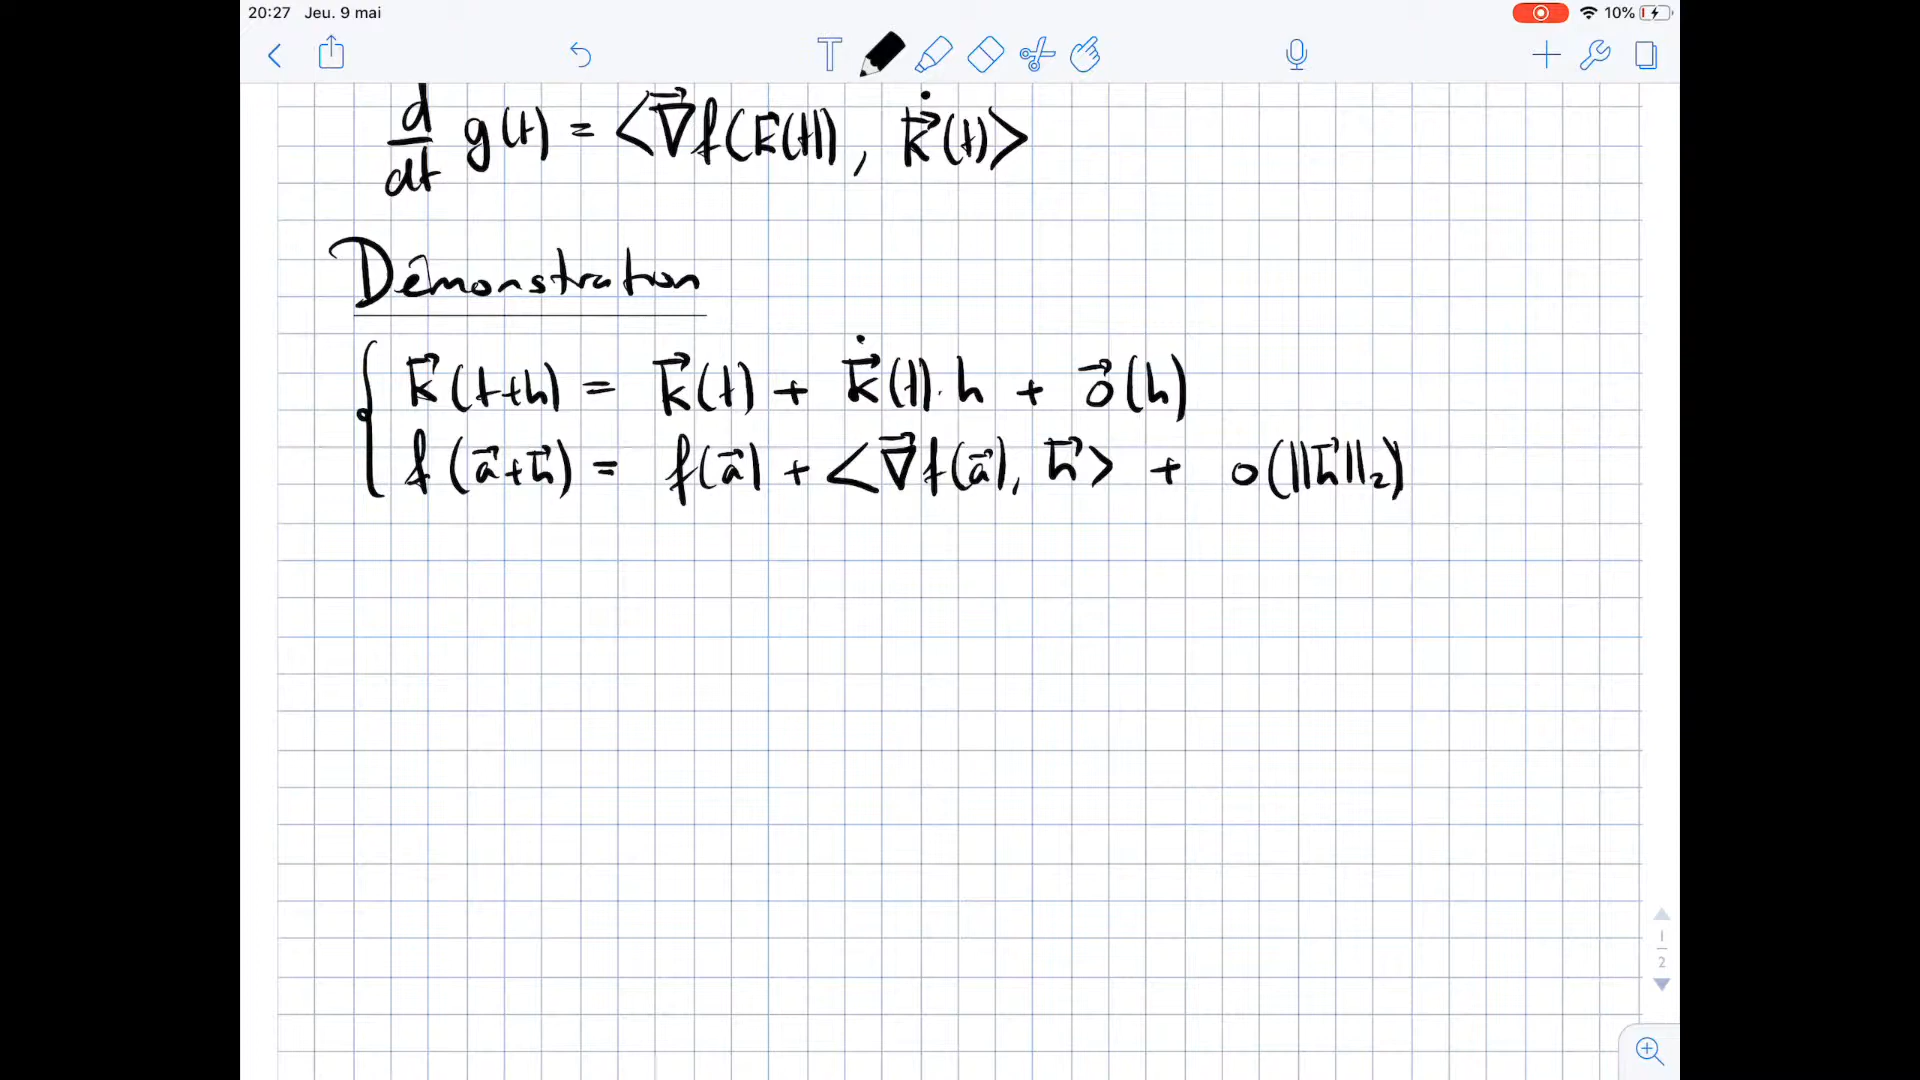 20:27 Jeu. 9 mai 10%
T
d/dt g(t) = <∇⃗f(k⃗(t)), k⃗̇(t)>
Démonstration
k⃗(t+h) = k⃗(t) + k⃗̇(t)·h + o⃗(h)
f(a⃗+h⃗) = f(a⃗) + <∇⃗f(a⃗), h⃗> + o(||h⃗||₂)
1
2